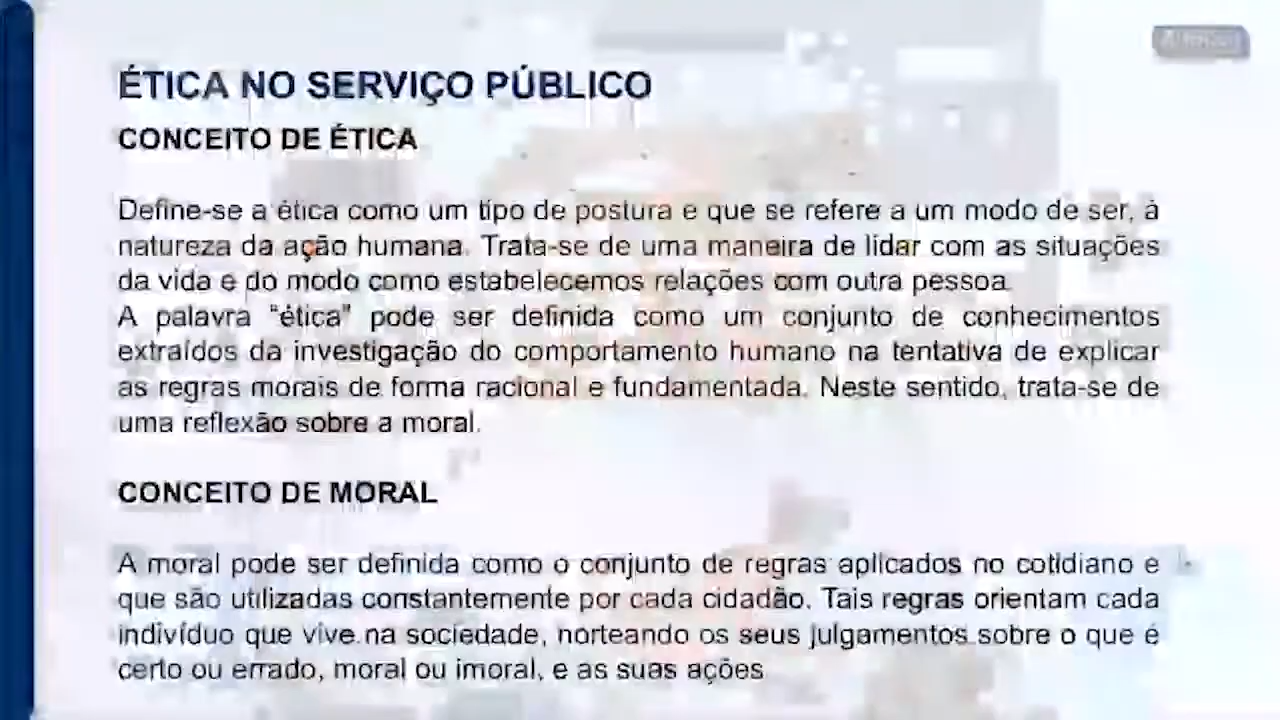 ÉTICA NO SERVIÇO PÚBLICO
CONCEITO DE ÉTICA
Define-se a ética como um tipo de postura e que se refere a um modo de ser, à
natureza da ação humana. Trata-se de uma maneira de lidar com as situações
da vida e do modo como estabelecemos relações com outra pessoa.
A palavra "ética" pode ser definida como um conjunto de conhecimentos
extraídos da investigação do comportamento humano na tentativa de explicar
as regras morais de forma racional e fundamentada. Neste sentido, trata-se de
uma reflexão sobre a moral.
CONCEITO DE MORAL
A moral pode ser definida como o conjunto de regras aplicados no cotidiano e
que são utilizadas constantemente por cada cidadão. Tais regras orientam cada
indivíduo que vive na sociedade, norteando os seus julgamentos sobre o que é
certo ou errado, moral ou imoral, e as suas ações